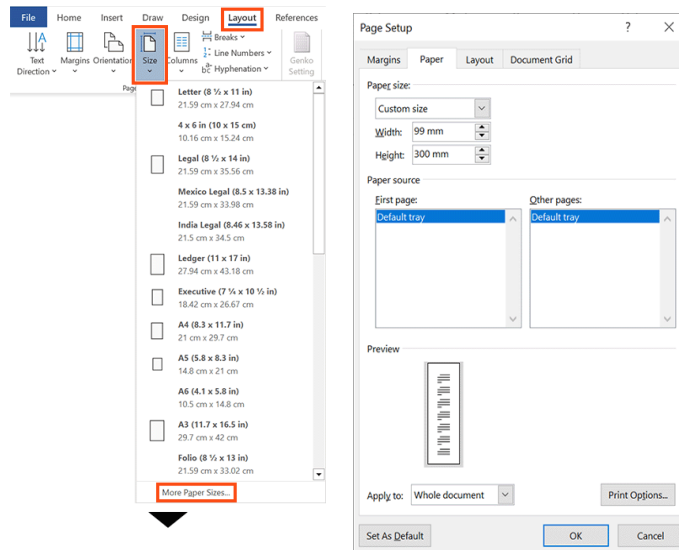 File Home Insert Draw Design Layout References
Text Direction
Margins
Orientation
Size
Columns
Breaks
Line Numbers
Hyphenation
Genko Setting
Page
Letter (8 ½ x 11 in)
21.59 cm x 27.94 cm
4 x 6 in (10 x 15 cm)
10.16 cm x 15.24 cm
Legal (8 ½ x 14 in)
21.59 cm x 35.56 cm
Mexico Legal (8.5 x 13.38 in)
21.59 cm x 33.98 cm
India Legal (8.46 x 13.58 in)
21.5 cm x 34.5 cm
Ledger (11 x 17 in)
27.94 cm x 43.18 cm
Executive (7 ¼ x 10 ½ in)
18.42 cm x 26.67 cm
A4 (8.3 x 11.7 in)
21 cm x 29.7 cm
A5 (5.8 x 8.3 in)
14.8 cm x 21 cm
A6 (4.1 x 5.8 in)
10.5 cm x 14.8 cm
A3 (11.7 x 16.5 in)
29.7 cm x 42 cm
Folio (8 ½ x 13 in)
21.59 cm x 33.02 cm
More Paper Sizes...
Page Setup ? ×
Margins Paper Layout Document Grid
Paper size:
Custom size
Width: 99 mm
Height: 300 mm
Paper source
First page: Other pages:
Default tray Default tray
Preview
Apply to: Whole document Print Options...
Set As Default OK Cancel